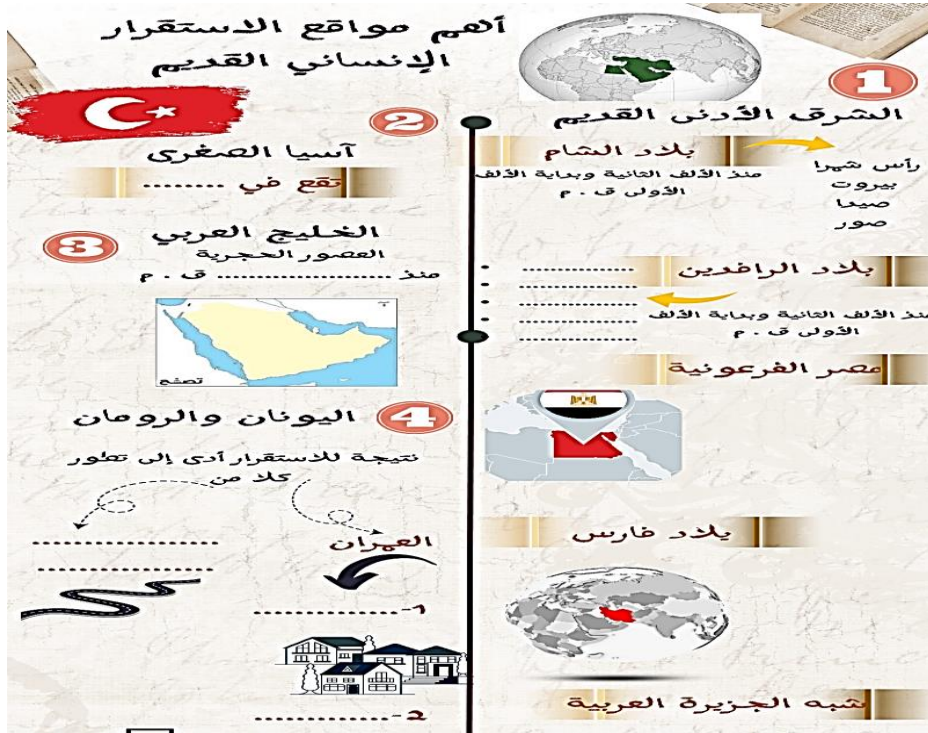 أهم مواقع الاستقرار
الإنساني القديم
1
الشرق الأدنى القديم
بلاد الشام
منذ الألف الثانية وبداية الألف
الأولى ق . م
رأس شمرا
بيروت
صيدا
صور
بلاد الرافدين
• ................
• ................
• ................
• ................
................
منذ الألف الثانية وبداية الألف
الأولى ق . م
مصر الفرعونية
بلاد فارس
شبه الجزيرة العربية
2
آسيا الصغرى
تقع في ........
3
الخليج العربي
العصور الحجرية
منذ ................ ق . م
تصنع
4
اليونان والرومان
نتيجة للاستقرار أدى إلى تطور
كلا من
العمران
1-................
2-................
................
................